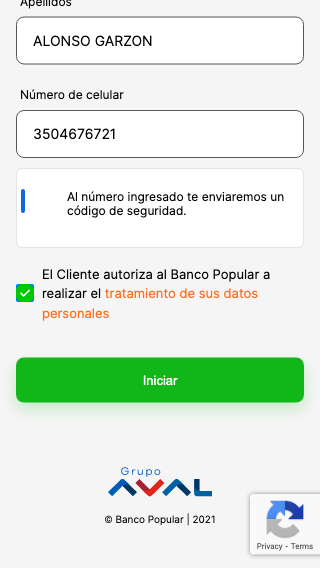 Apellidos
ALONSO GARZON
Número de celular
3504676721
Al número ingresado te enviaremos un
código de seguridad.
El Cliente autoriza al Banco Popular a
realizar el tratamiento de sus datos
personales
Iniciar
Grupo
AVAL
© Banco Popular | 2021
Privacy - Terms